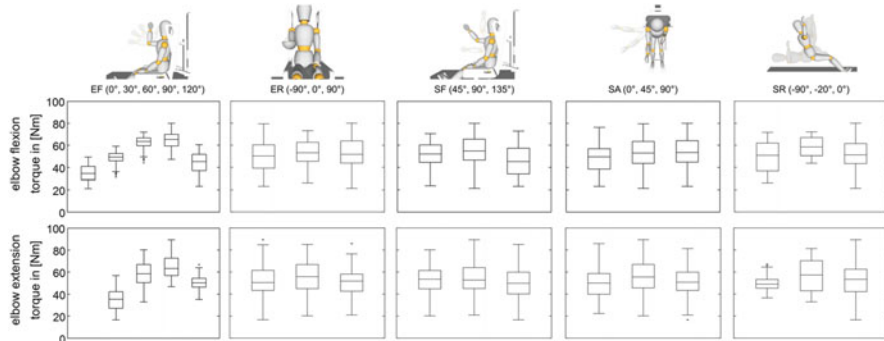 EF (0°, 30°, 60°, 90°, 120°)
ER (-90°, 0°, 90°)
SF (45°, 90°, 135°)
SA (0°, 45°, 90°)
SR (-90°, -20°, 0°)
elbow flexion
torque in [Nm]
100
80
60
40
20
0
elbow extension
torque in [Nm]
100
80
60
40
20
0